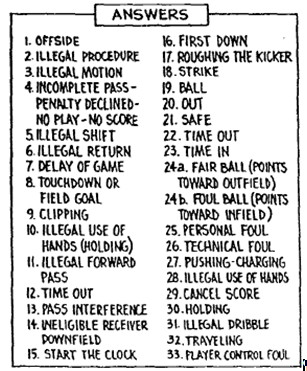 ANSWERS
1. OFFSIDE
2. ILLEGAL PROCEDURE
3. ILLEGAL MOTION
4. INCOMPLETE PASS-
PENALTY DECLINED-
NO PLAY - NO SCORE
5. ILLEGAL SHIFT
6. ILLEGAL RETURN
7. DELAY OF GAME
8. TOUCHDOWN OR
FIELD GOAL
9. CLIPPING
10. ILLEGAL USE OF
HANDS (HOLDING)
11. ILLEGAL FORWARD
PASS
12. TIME OUT
13. PASS INTERFERENCE
14. INELIGIBLE RECEIVER
DOWNFIELD
15. START THE CLOCK
16. FIRST DOWN
17. ROUGHING THE KICKER
18. STRIKE
19. BALL
20. OUT
21. SAFE
22. TIME OUT
23. TIME IN
24a. FAIR BALL (POINTS
TOWARD OUTFIELD)
24b. FOUL BALL (POINTS
TOWARD INFIELD)
25. PERSONAL FOUL
26. TECHNICAL FOUL
27. PUSHING-CHARGING
28. ILLEGAL USE OF HANDS
29. CANCEL SCORE
30. HOLDING
31. ILLEGAL DRIBBLE
32. TRAVELING
33. PLAYER CONTROL FOUL